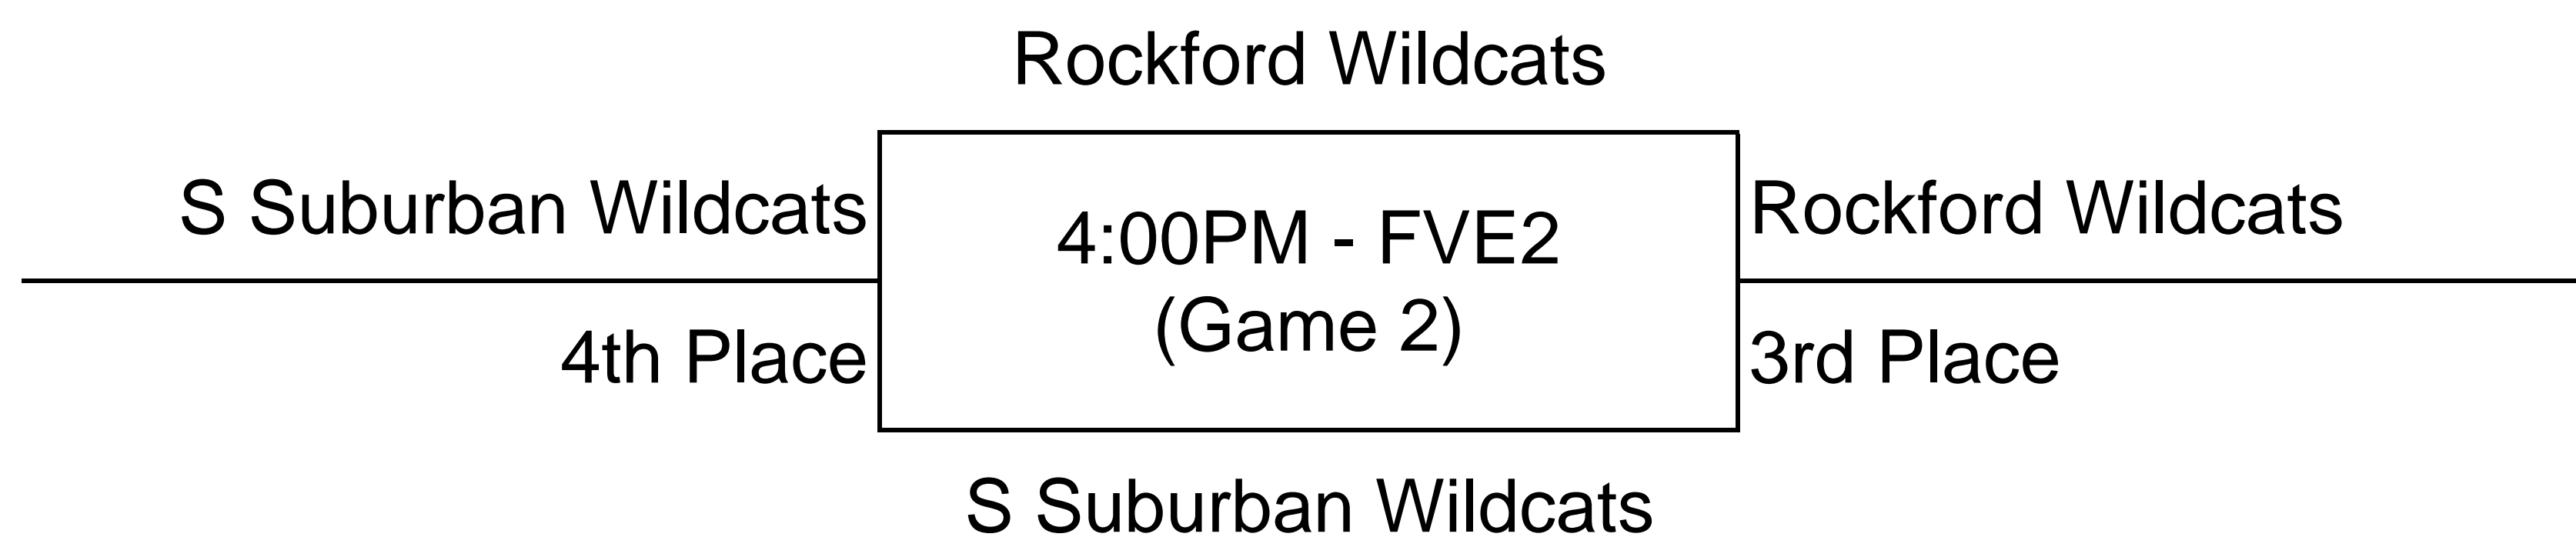 Rockford Wildcats
S Suburban Wildcats
4:00PM - FVE2
(Game 2)
Rockford Wildcats
4th Place
3rd Place
S Suburban Wildcats